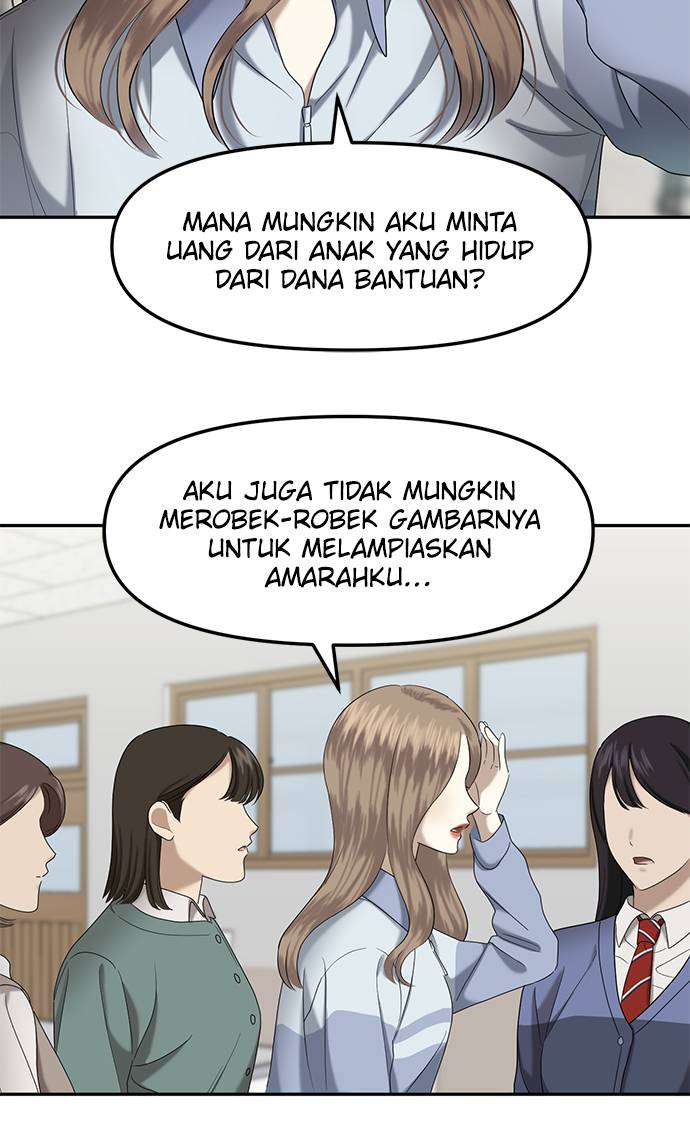 MANA MUNGKIN AKU MINTA
UANG DARI ANAK YANG HIDUP
DARI DANA BANTUAN?
AKU JUGA TIDAK MUNGKIN
MEROBEK-ROBEK GAMBARNYA
UNTUK MELAMPIASKAN
AMARAHKU...